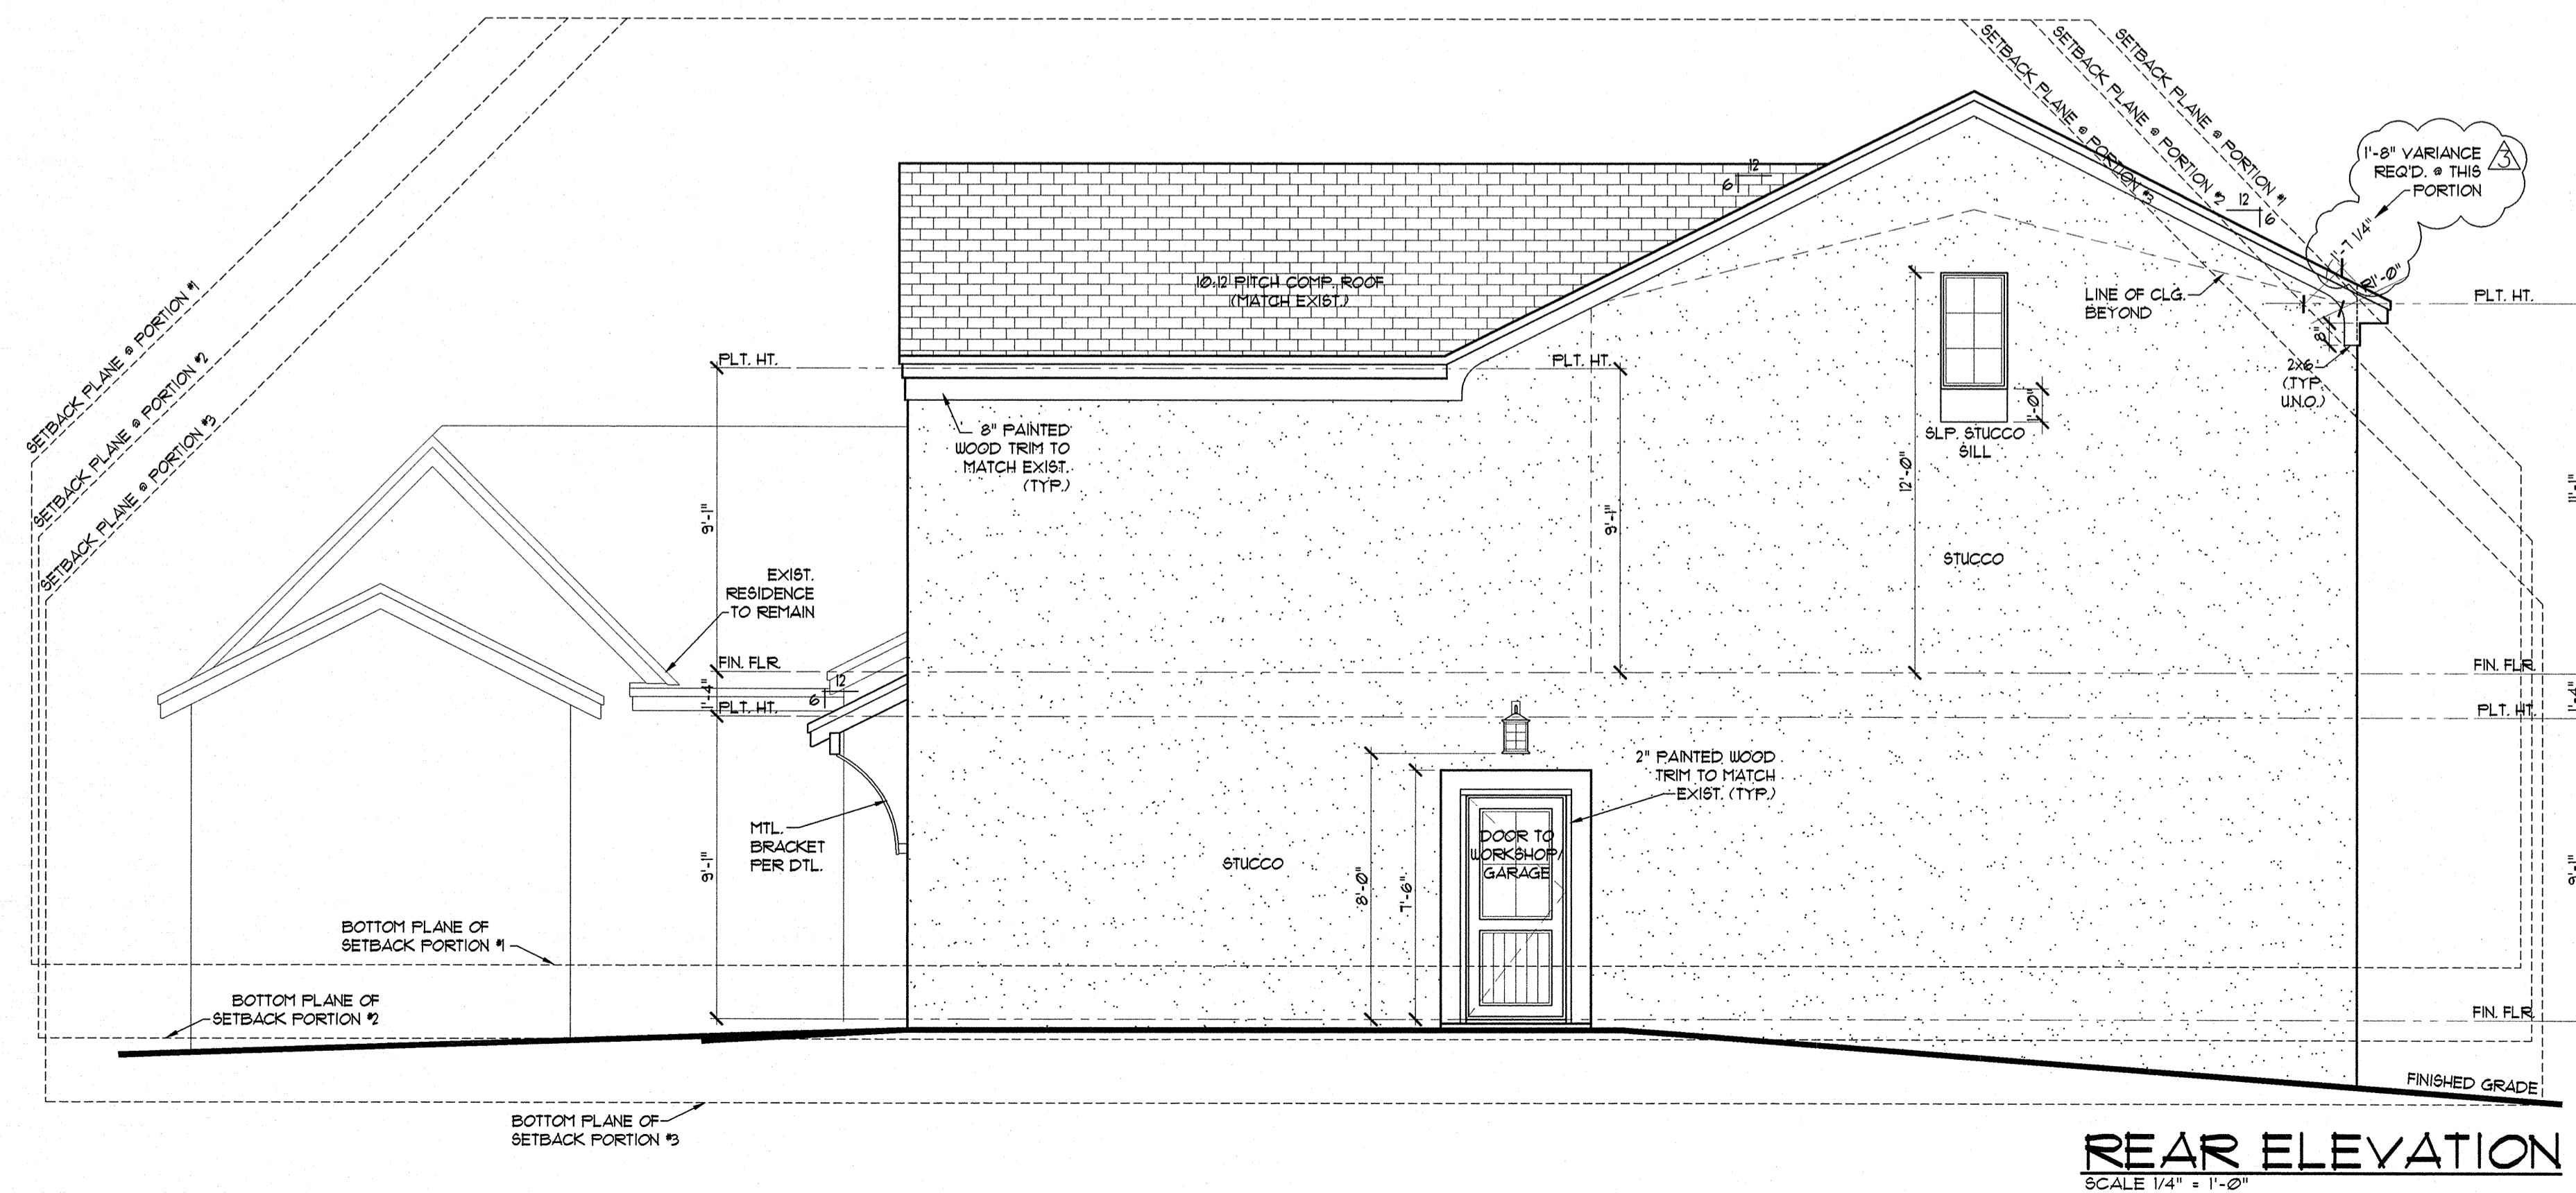 SETBACK PLANE @ PORTION #1
SETBACK PLANE @ PORTION #2
SETBACK PLANE @ PORTION #3
SETBACK PLANE @ PORTION #3
SETBACK PLANE @ PORTION #2
SETBACK PLANE @ PORTION #1
1'-8" VARIANCE
REQ'D. @ THIS
PORTION
3
12
6
12
6
1'-7 1/4"
R1'-0"
10:12 PITCH COMP. ROOF
(MATCH EXIST.)
LINE OF CLG.
BEYOND
PLT. HT.
8"
2x6
(TYP.
U.N.O.)
PLT. HT.
PLT. HT.
1'-0"
SLP. STUCCO
SILL
8" PAINTED
WOOD TRIM TO
MATCH EXIST.
(TYP.)
9'-1"
9'-1"
12'-0"
11'-1"
STUCCO
EXIST.
RESIDENCE
TO REMAIN
FIN. FLR.
FIN. FLR.
1'-4"
12
6
1'-4"
PLT. HT.
PLT. HT.
2" PAINTED WOOD
TRIM TO MATCH
EXIST. (TYP.)
MTL.
BRACKET
PER DTL.
9'-1"
STUCCO
8'-0"
7'-6"
DOOR TO
WORKSHOP/
GARAGE
9'-1"
BOTTOM PLANE OF
SETBACK PORTION #1
BOTTOM PLANE OF
SETBACK PORTION #2
FIN. FLR.
FINISHED GRADE
BOTTOM PLANE OF
SETBACK PORTION #3
REAR ELEVATION
SCALE 1/4" = 1'-0"